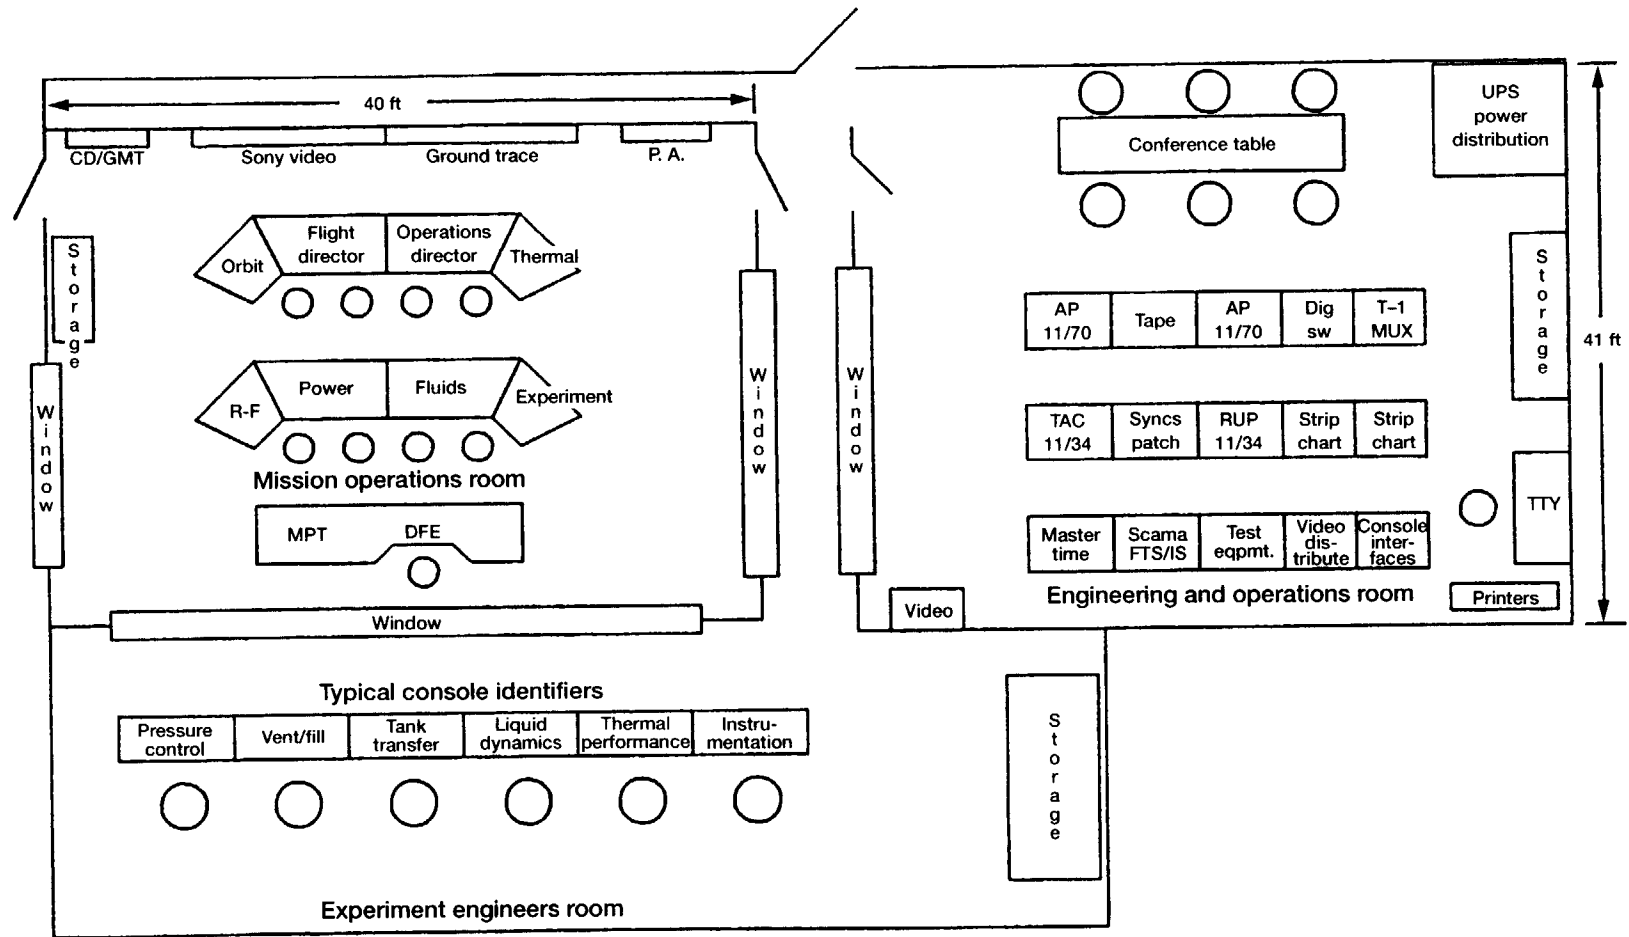 40 ft
CD/GMT
Sony video
Ground trace
P. A.
Storage
Orbit
Flight
director
Operations
director
Thermal
R-F
Power
Fluids
Experiment
Window
Mission operations room
MPT
DFE
Window
Window
Typical console identifiers
Pressure
control
Vent/fill
Tank
transfer
Liquid
dynamics
Thermal
performance
Instru-
mentation
Experiment engineers room
Storage
Window
Conference table
UPS
power
distribution
Storage
41 ft
AP
11/70
Tape
AP
11/70
Dig
sw
T-1
MUX
TAC
11/34
Syncs
patch
RUP
11/34
Strip
chart
Strip
chart
TTY
Master
time
Scama
FTS/IS
Test
eqpmt.
Video
dis-
tribute
Console
inter-
faces
Engineering and operations room
Video
Printers